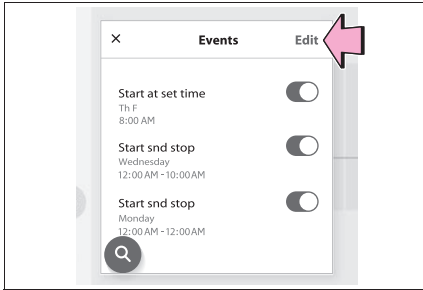 Events Edit
Start at set time
Th F
8:00 AM
Start snd stop
Wednesday
12:00 AM - 10:00 AM
Start snd stop
Monday
12:00 AM - 12:00 AM